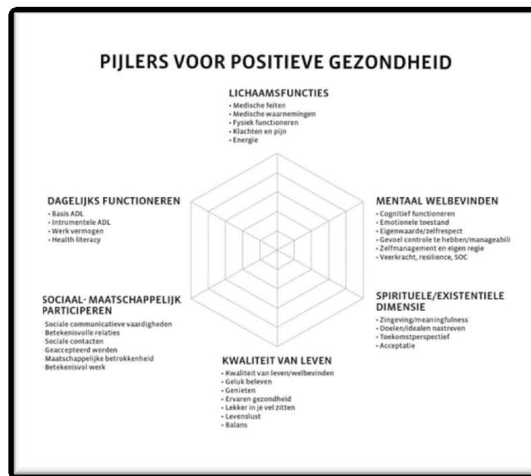 PIJLERS VOOR POSITIEVE GEZONDHEID
LICHAAMSFUNCTIES
• Medische feiten
• Medische waarnemingen
• Fysiek functioneren
• Klachten en pijn
• Energie
DAGELIJKS FUNCTIONEREN
• Basis ADL
• Intrumentele ADL
• Werk vermogen
• Health literacy
MENTAAL WELBEVINDEN
• Cognitief functioneren
• Emotionele toestand
• Eigenwaarde/zelfrespect
• Gevoel controle te hebben/manageabili
• Zelfmanagement en eigen regie
• Veerkracht, resilience, SOC
SOCIAAL- MAATSCHAPPELIJK
PARTICIPEREN
Sociale communicatieve vaardigheden
Betekenisvolle relaties
Sociale contacten
Geaccepteerd worden
Maatschappelijke betrokkenheid
Betekenisvol werk
SPIRITUELE/EXISTENTIELE
DIMENSIE
• Zingeving/meaningfulness
• Doelen/idealen nastreven
• Toekomstperspectief
• Acceptatie
KWALITEIT VAN LEVEN
• Kwaliteit van leven/welbevinden
• Geluk beleven
• Genieten
• Ervaren gezondheid
• Lekker in je vel zitten
• Levenslust
• Balans